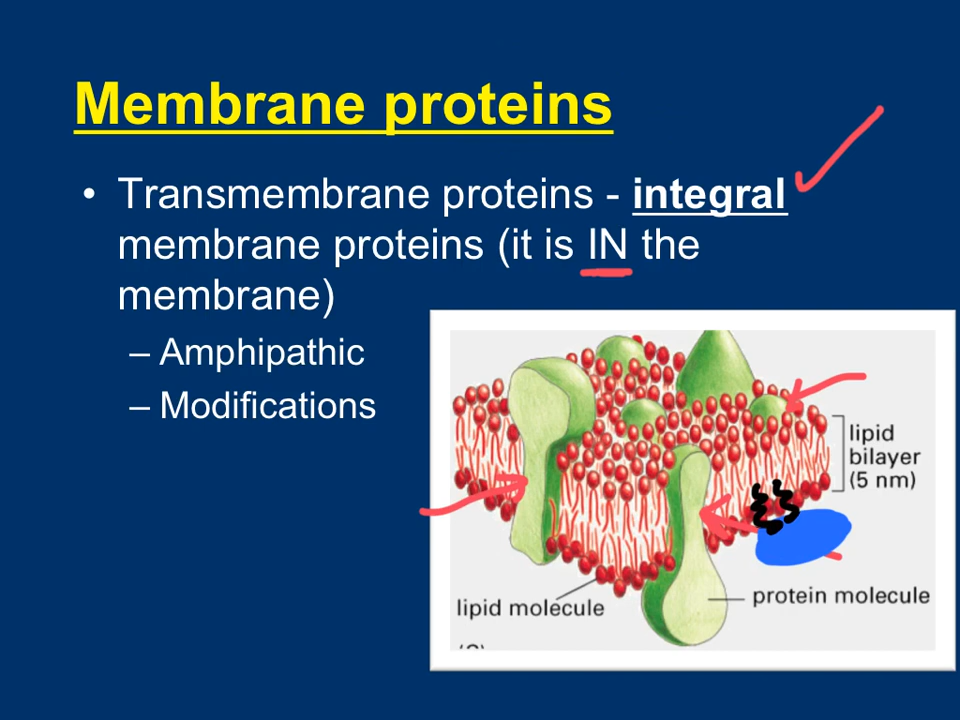 Membrane proteins
• Transmembrane proteins - integral
membrane proteins (it is IN the
membrane)
– Amphipathic
– Modifications
lipid
bilayer
(5 nm)
lipid molecule
protein molecule